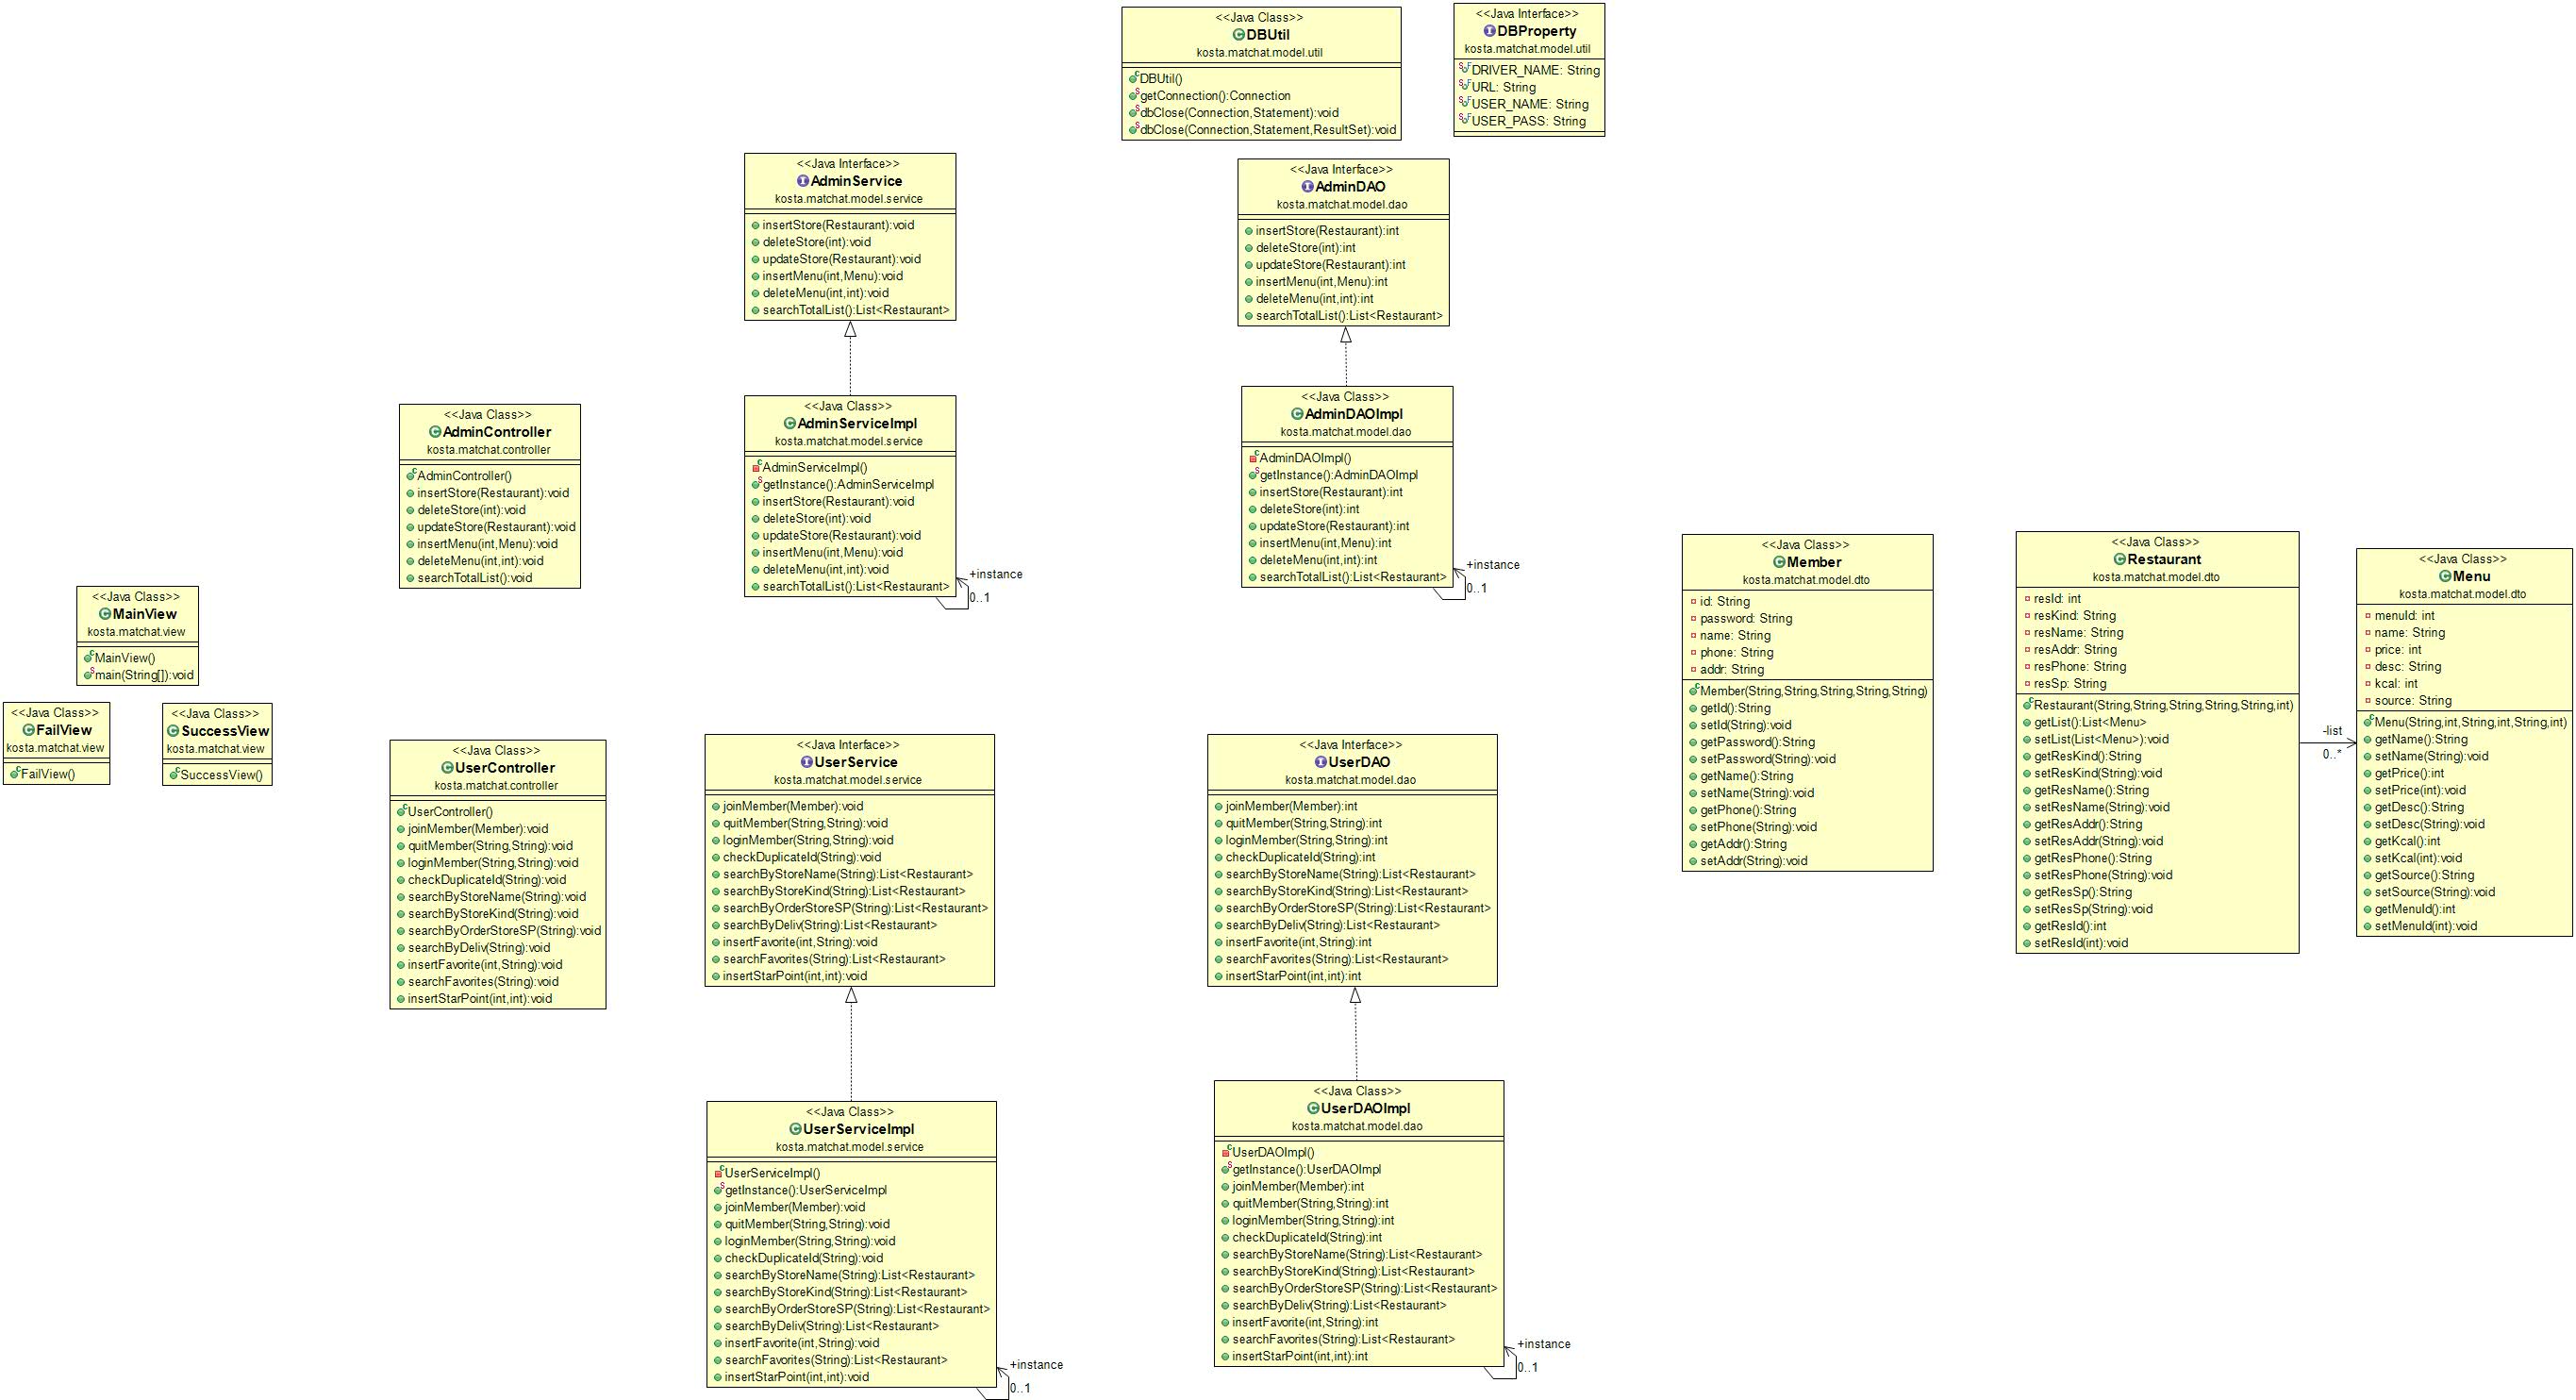 <<Java Class>>
DBUtil
kosta.matchat.model.util
DBUtil()
getConnection():Connection
dbClose(Connection,Statement):void
dbClose(Connection,Statement,ResultSet):void
<<Java Interface>>
DBProperty
kosta.matchat.model.util
DRIVER_NAME: String
URL: String
USER_NAME: String
USER_PASS: String
<<Java Interface>>
AdminService
kosta.matchat.model.service
insertStore(Restaurant):void
deleteStore(int):void
updateStore(Restaurant):void
insertMenu(int,Menu):void
deleteMenu(int,int):void
searchTotalList():List<Restaurant>
<<Java Interface>>
AdminDAO
kosta.matchat.model.dao
insertStore(Restaurant):int
deleteStore(int):int
updateStore(Restaurant):int
insertMenu(int,Menu):int
deleteMenu(int,int):int
searchTotalList():List<Restaurant>
<<Java Class>>
AdminController
kosta.matchat.controller
AdminController()
insertStore(Restaurant):void
deleteStore(int):void
updateStore(Restaurant):void
insertMenu(int,Menu):void
deleteMenu(int,int):void
searchTotalList():void
<<Java Class>>
AdminServiceImpl
kosta.matchat.model.service
AdminServiceImpl()
getInstance():AdminServiceImpl
insertStore(Restaurant):void
deleteStore(int):void
updateStore(Restaurant):void
insertMenu(int,Menu):void
deleteMenu(int,int):void
searchTotalList():List<Restaurant>
+instance
0..1
<<Java Class>>
AdminDAOImpl
kosta.matchat.model.dao
AdminDAOImpl()
getInstance():AdminDAOImpl
insertStore(Restaurant):int
deleteStore(int):int
updateStore(Restaurant):int
insertMenu(int,Menu):int
deleteMenu(int,int):int
searchTotalList():List<Restaurant>
+instance
0..1
<<Java Class>>
MainView
kosta.matchat.view
MainView()
main(String[]):void
<<Java Class>>
FailView
kosta.matchat.view
FailView()
<<Java Class>>
SuccessView
kosta.matchat.view
SuccessView()
<<Java Class>>
UserController
kosta.matchat.controller
UserController()
joinMember(Member):void
quitMember(String,String):void
loginMember(String,String):void
checkDuplicateId(String):void
searchByStoreName(String):void
searchByStoreKind(String):void
searchByOrderStoreSP(String):void
searchByDeliv(String):void
insertFavorite(int,String):void
searchFavorites(String):void
insertStarPoint(int,int):void
<<Java Interface>>
UserService
kosta.matchat.model.service
joinMember(Member):void
quitMember(String,String):void
loginMember(String,String):void
checkDuplicateId(String):void
searchByStoreName(String):List<Restaurant>
searchByStoreKind(String):List<Restaurant>
searchByOrderStoreSP(String):List<Restaurant>
searchByDeliv(String):List<Restaurant>
insertFavorite(int,String):void
searchFavorites(String):List<Restaurant>
insertStarPoint(int,int):void
<<Java Interface>>
UserDAO
kosta.matchat.model.dao
joinMember(Member):int
quitMember(String,String):int
loginMember(String,String):int
checkDuplicateId(String):int
searchByStoreName(String):List<Restaurant>
searchByStoreKind(String):List<Restaurant>
searchByOrderStoreSP(String):List<Restaurant>
searchByDeliv(String):List<Restaurant>
insertFavorite(int,String):int
searchFavorites(String):List<Restaurant>
insertStarPoint(int,int):int
<<Java Class>>
Member
kosta.matchat.model.dto
id: String
password: String
name: String
phone: String
addr: String
Member(String,String,String,String,String)
getId():String
setId(String):void
getPassword():String
setPassword(String):void
getName():String
setName(String):void
getPhone():String
setPhone(String):void
getAddr():String
setAddr(String):void
<<Java Class>>
Restaurant
kosta.matchat.model.dto
resId: int
resKind: String
resName: String
resAddr: String
resPhone: String
resSp: String
Restaurant(String,String,String,String,String,int)
getList():List<Menu>
setList(List<Menu>):void
getResKind():String
setResKind(String):void
getResName():String
setResName(String):void
getResAddr():String
setResAddr(String):void
getResPhone():String
setResPhone(String):void
getResSp():String
setResSp(String):void
getResId():int
setResId(int):void
-list
0..*
<<Java Class>>
Menu
kosta.matchat.model.dto
menuId: int
name: String
price: int
desc: String
kcal: int
source: String
Menu(String,int,String,int,String,int)
getName():String
setName(String):void
getPrice():int
setPrice(int):void
getDesc():String
setDesc(String):void
getKcal():int
setKcal(int):void
getSource():String
setSource(String):void
getMenuId():int
setMenuId(int):void
<<Java Class>>
UserServiceImpl
kosta.matchat.model.service
UserServiceImpl()
getInstance():UserServiceImpl
joinMember(Member):void
quitMember(String,String):void
loginMember(String,String):void
checkDuplicateId(String):void
searchByStoreName(String):List<Restaurant>
searchByStoreKind(String):List<Restaurant>
searchByOrderStoreSP(String):List<Restaurant>
searchByDeliv(String):List<Restaurant>
insertFavorite(int,String):void
searchFavorites(String):List<Restaurant>
insertStarPoint(int,int):void
+instance
0..1
<<Java Class>>
UserDAOImpl
kosta.matchat.model.dao
UserDAOImpl()
getInstance():UserDAOImpl
joinMember(Member):int
quitMember(String,String):int
loginMember(String,String):int
checkDuplicateId(String):int
searchByStoreName(String):List<Restaurant>
searchByStoreKind(String):List<Restaurant>
searchByOrderStoreSP(String):List<Restaurant>
searchByDeliv(String):List<Restaurant>
insertFavorite(int,String):int
searchFavorites(String):List<Restaurant>
insertStarPoint(int,int):int
+instance
0..1